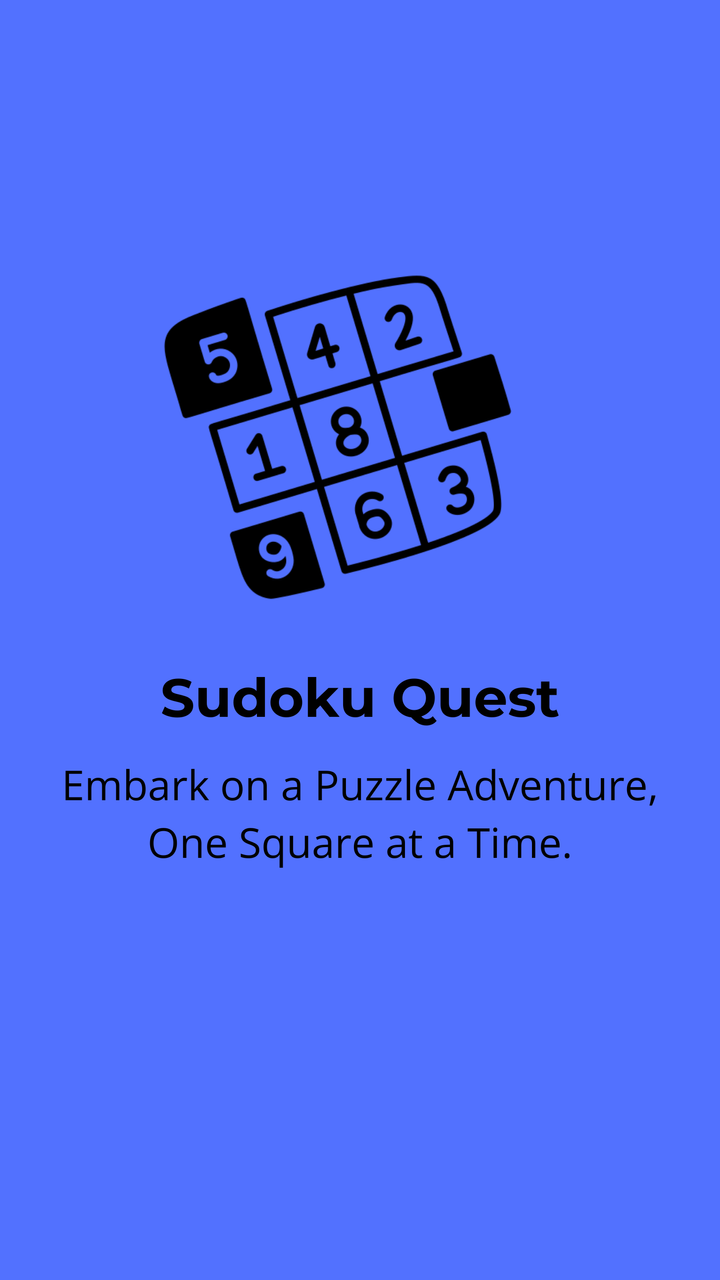 5 4 2
1 8
9 6 3
Sudoku Quest
Embark on a Puzzle Adventure,
One Square at a Time.